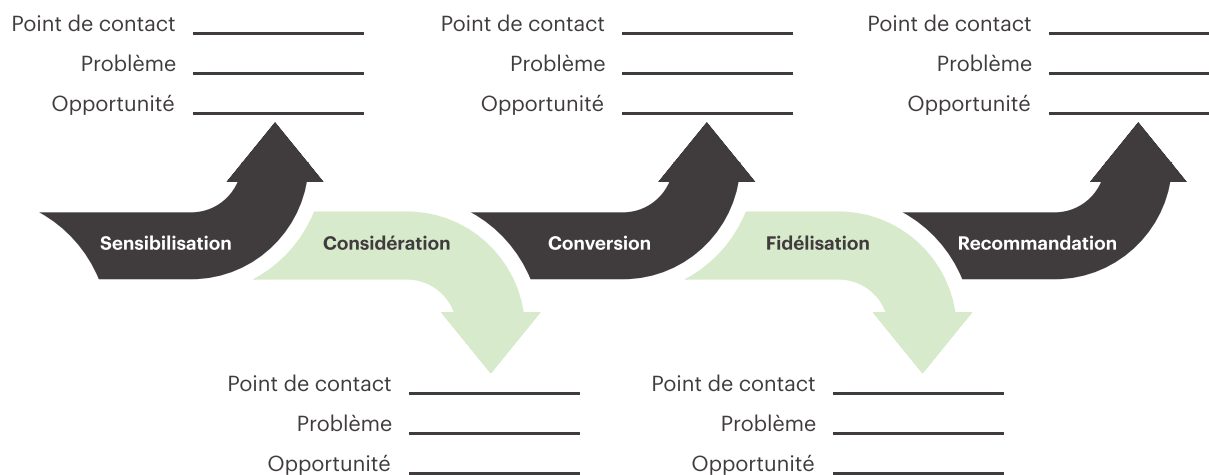 Point de contact
Problème
Opportunité
Point de contact
Problème
Opportunité
Point de contact
Problème
Opportunité
Sensibilisation
Considération
Conversion
Fidélisation
Recommandation
Point de contact
Problème
Opportunité
Point de contact
Problème
Opportunité